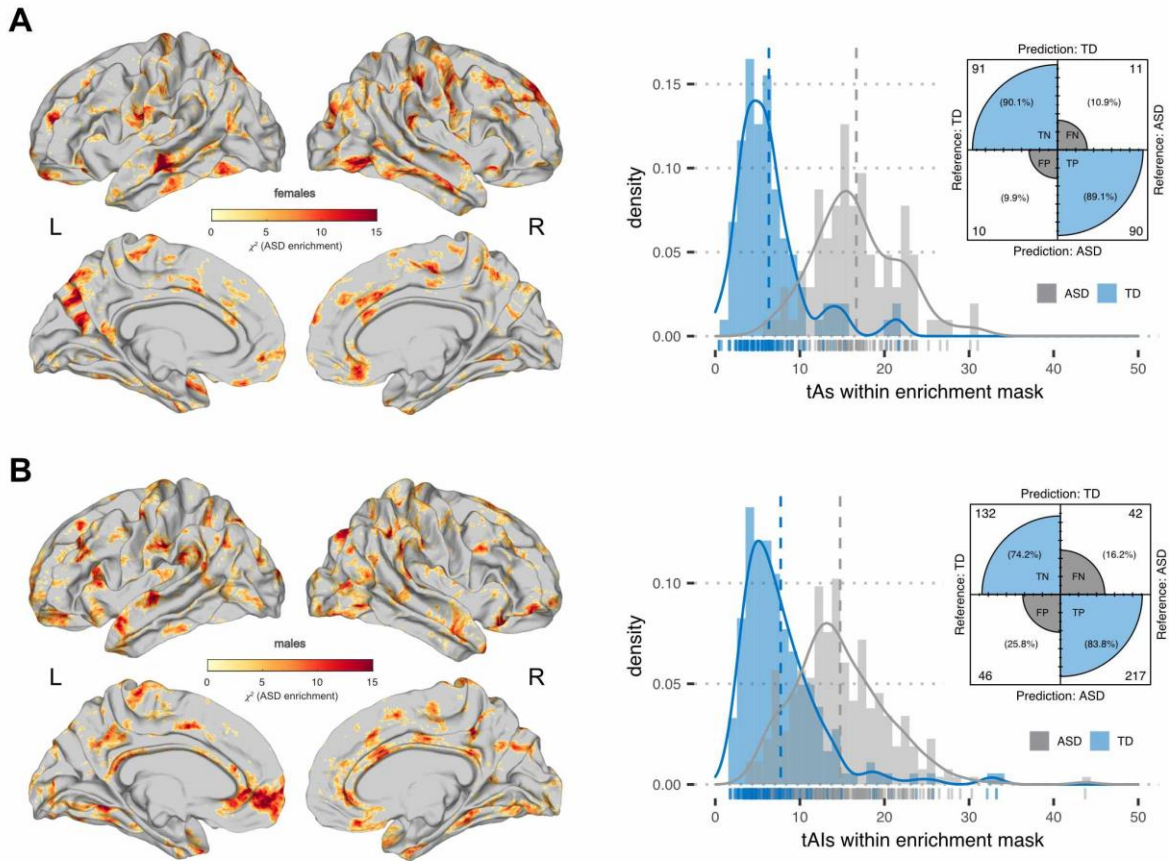 A
females
0 5 10 15
χ² (ASD enrichment)
L R
0.15
0.10
0.05
0.00
density
0 10 20 30 40 50
tAs within enrichment mask
Prediction: TD
91 11
(90.1%) (10.9%)
TN FN
FP TP
(9.9%) (89.1%)
10 90
Prediction: ASD
Reference: TD
Reference: ASD
ASD TD
B
males
0 5 10 15
χ² (ASD enrichment)
L R
0.10
0.05
0.00
density
0 10 20 30 40 50
tAIs within enrichment mask
Prediction: TD
132 42
(74.2%) (16.2%)
TN FN
FP TP
(25.8%) (83.8%)
46 217
Prediction: ASD
Reference: TD
Reference: ASD
ASD TD